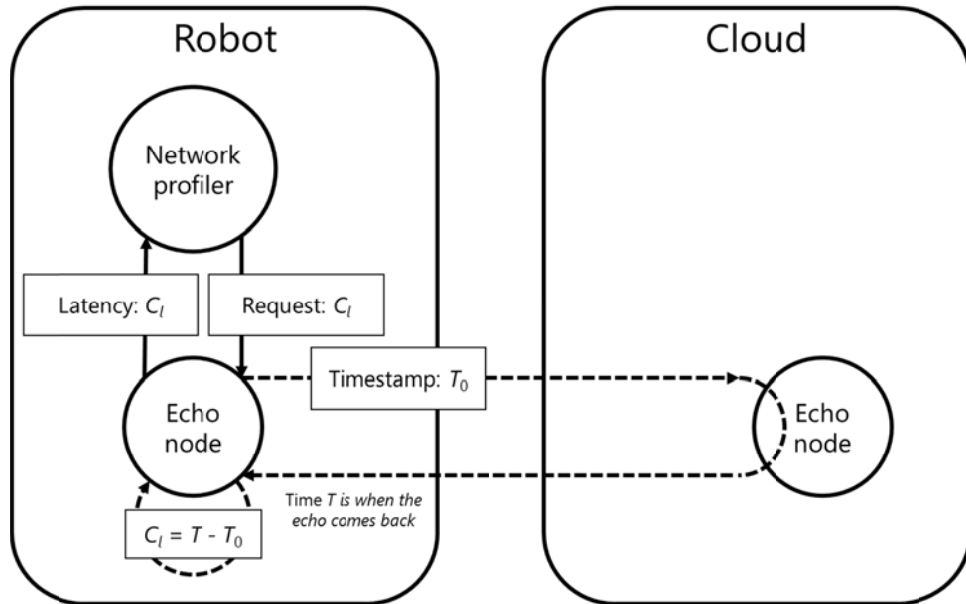 Robot
Cloud
Network
profiler
Latency: Cₗ
Request: Cₗ
Timestamp: T₀
Echo
node
Echo
node
Time T is when the
echo comes back
Cₗ = T - T₀